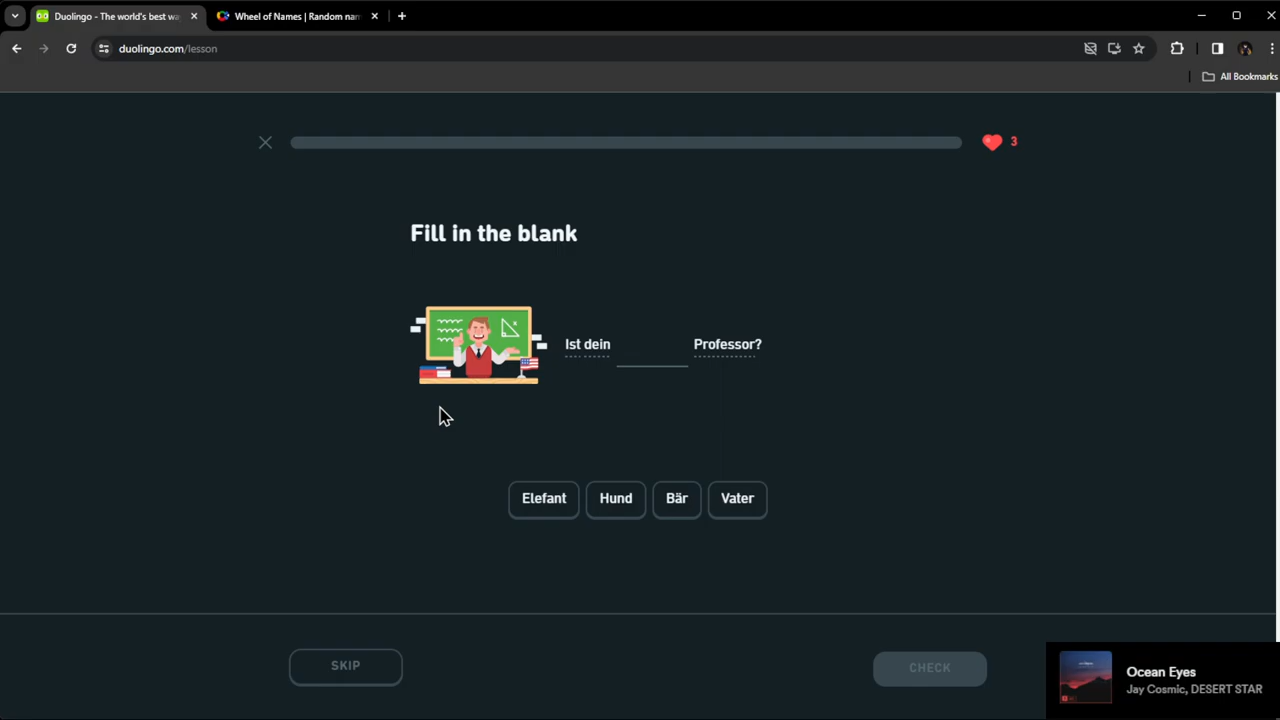 Duolingo - The world's best wa
Wheel of Names | Random nam
duolingo.com/lesson
All Bookmarks
3
Fill in the blank
Ist dein ______ Professor?
Elefant Hund Bär Vater
SKIP
CHECK
Ocean Eyes
Jay Cosmic, DESERT STAR